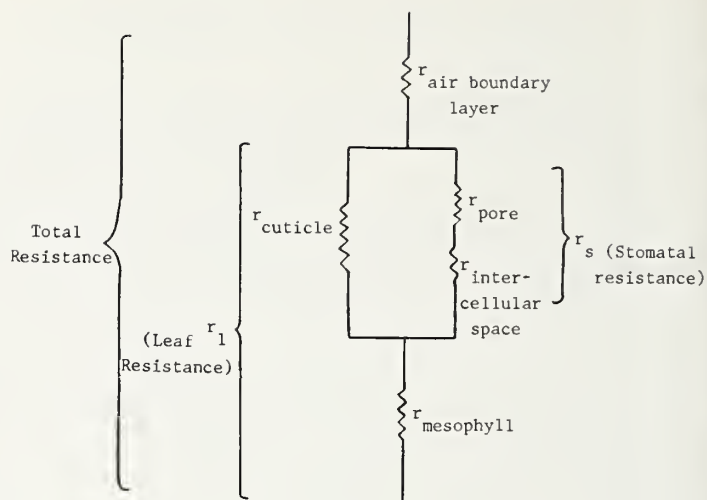 r air boundary
layer
Total
Resistance
r cuticle
r pore
r inter-
cellular
space
r s (Stomatal
resistance)
(Leaf r l
Resistance)
r mesophyll